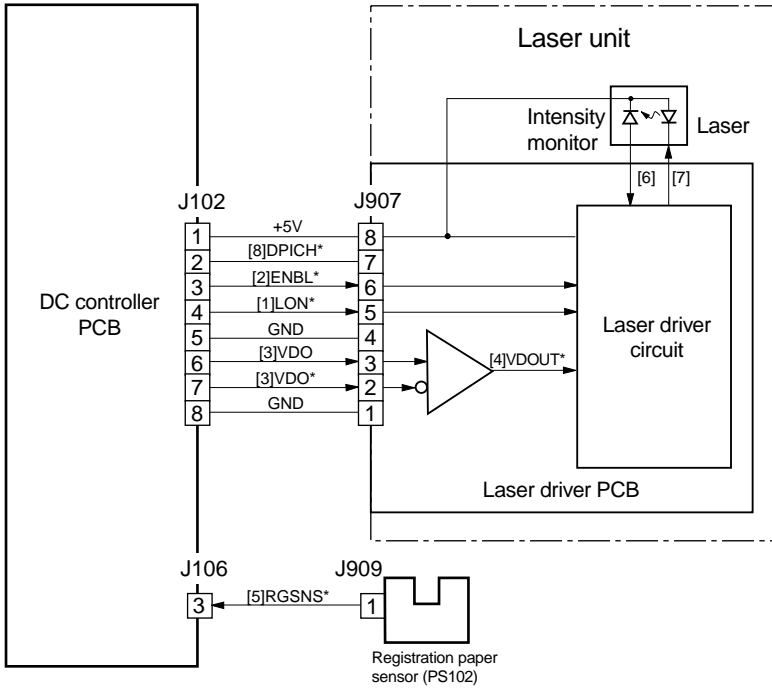 Laser unit
Intensity
monitor
Laser
[6]
[7]
J102
J907
1
+5V
8
2
[8]DPICH*
7
3
[2]ENBL*
6
4
[1]LON*
5
5
GND
4
6
[3]VDO
3
7
[3]VDO*
2
8
GND
1
DC controller
PCB
[4]VDOUT*
Laser driver
circuit
Laser driver PCB
J106
J909
3
[5]RGSNS*
1
Registration paper
sensor (PS102)